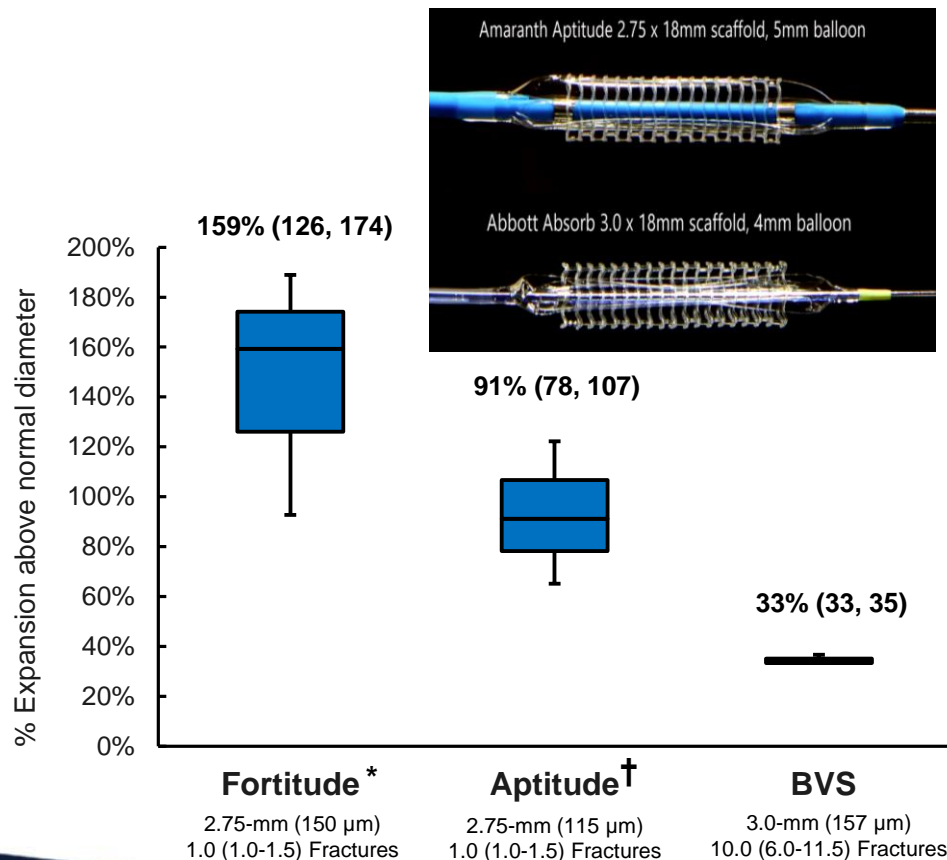 Amaranth Aptitude 2.75 x 18mm scaffold, 5mm balloon
Abbott Absorb 3.0 x 18mm scaffold, 4mm balloon
159% (126, 174)
91% (78, 107)
33% (33, 35)
% Expansion above normal diameter
200%
180%
160%
140%
120%
100%
80%
60%
40%
20%
0%
Fortitude *
2.75-mm (150 µm)
1.0 (1.0-1.5) Fractures
Aptitude†
2.75-mm (115 µm)
1.0 (1.0-1.5) Fractures
BVS
3.0-mm (157 µm)
10.0 (6.0-11.5) Fractures